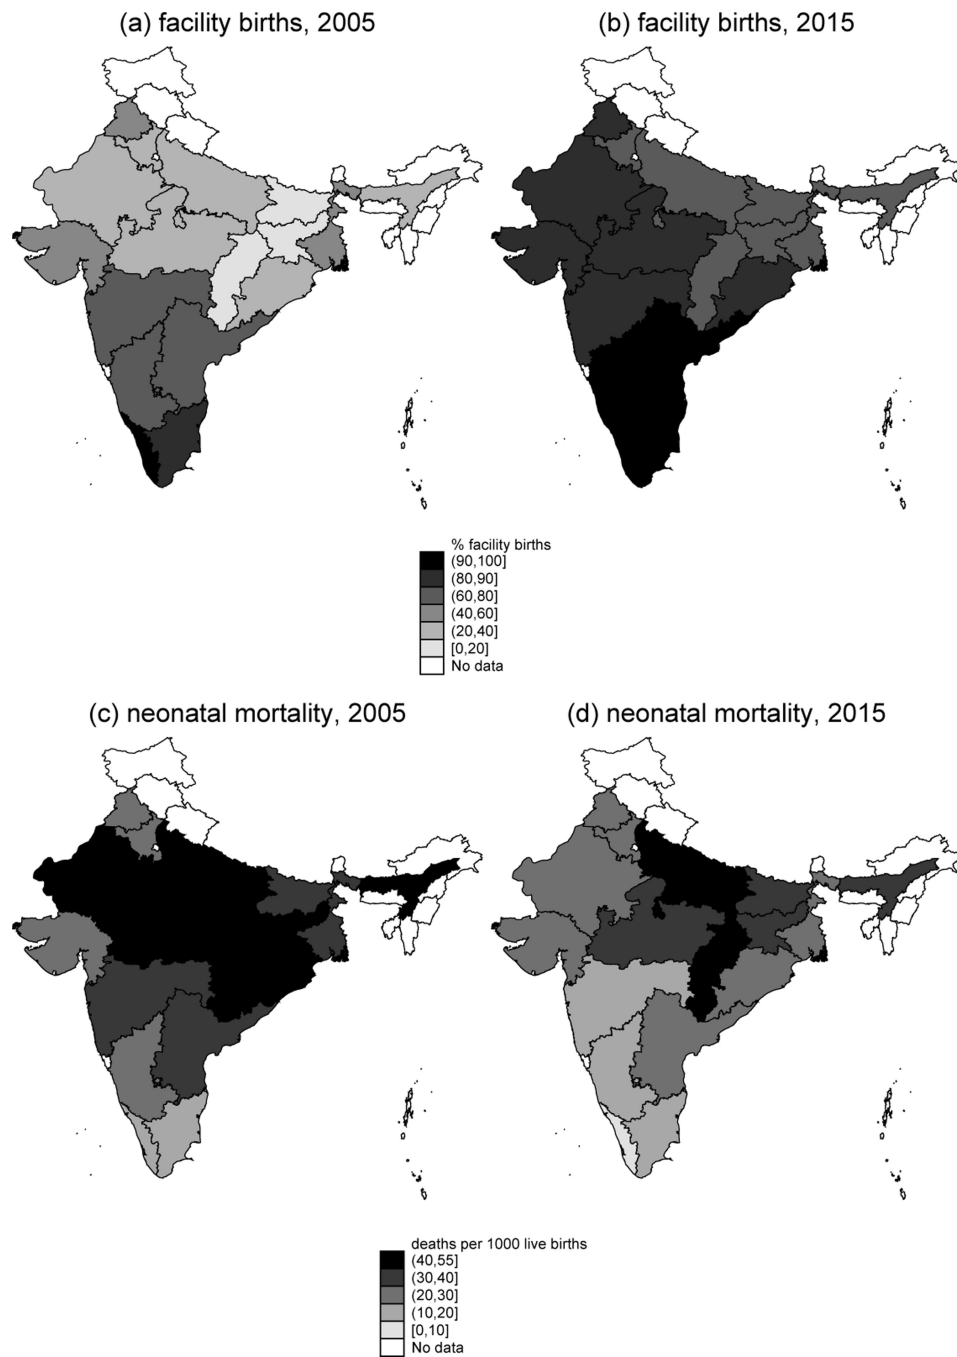 (a) facility births, 2005
(b) facility births, 2015
% facility births
(90,100]
(80,90]
(60,80]
(40,60]
(20,40]
[0,20]
No data
(c) neonatal mortality, 2005
(d) neonatal mortality, 2015
deaths per 1000 live births
(40,55]
(30,40]
(20,30]
(10,20]
[0,10]
No data